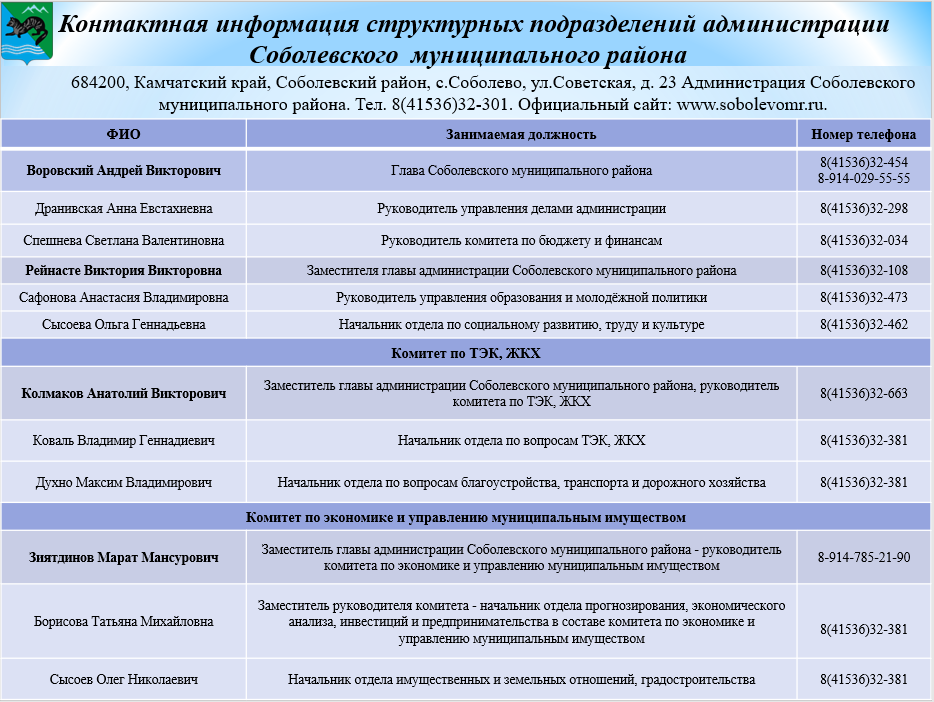 Контактная информация структурных подразделений администрации
Соболевского муниципального района
684200, Камчатский край, Соболевский район, с.Соболево, ул.Советская, д. 23 Администрация Соболевского
муниципального района. Тел. 8(41536)32-301. Официальный сайт: www.sobolevomr.ru.
ФИО Занимаемая должность Номер телефона
Воровский Андрей Викторович Глава Соболевского муниципального района 8(41536)32-454
8-914-029-55-55
Дранивская Анна Евстахиевна Руководитель управления делами администрации 8(41536)32-298
Спешнева Светлана Валентиновна Руководитель комитета по бюджету и финансам 8(41536)32-034
Рейнасте Виктория Викторовна Заместителя главы администрации Соболевского муниципального района 8(41536)32-108
Сафонова Анастасия Владимировна Руководитель управления образования и молодёжной политики 8(41536)32-473
Сысоева Ольга Геннадьевна Начальник отдела по социальному развитию, труду и культуре 8(41536)32-462
Комитет по ТЭК, ЖКХ
Колмаков Анатолий Викторович Заместитель главы администрации Соболевского муниципального района, руководитель
комитета по ТЭК, ЖКХ 8(41536)32-663
Коваль Владимир Геннадиевич Начальник отдела по вопросам ТЭК, ЖКХ 8(41536)32-381
Духно Максим Владимирович Начальник отдела по вопросам благоустройства, транспорта и дорожного хозяйства 8(41536)32-381
Комитет по экономике и управлению муниципальным имуществом
Зиятдинов Марат Мансурович Заместитель главы администрации Соболевского муниципального района - руководитель
комитета по экономике и управлению муниципальным имуществом 8-914-785-21-90
Борисова Татьяна Михайловна Заместитель руководителя комитета - начальник отдела прогнозирования, экономического
анализа, инвестиций и предпринимательства в составе комитета по экономике и
управлению муниципальным имуществом 8(41536)32-381
Сысоев Олег Николаевич Начальник отдела имущественных и земельных отношений, градостроительства 8(41536)32-381